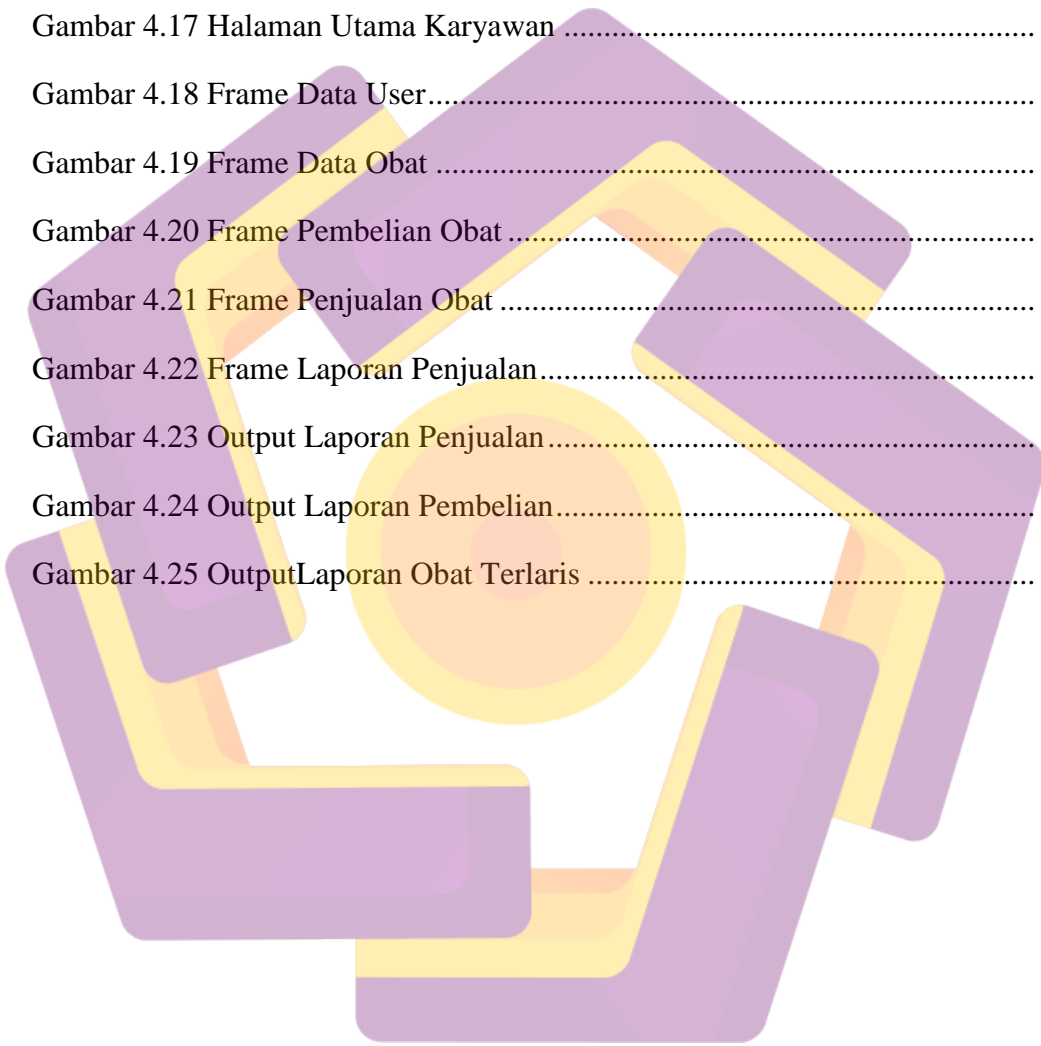 Gambar 4.17 Halaman Utama Karyawan ................................................................
Gambar 4.18 Frame Data User................................................................................
Gambar 4.19 Frame Data Obat ...............................................................................
Gambar 4.20 Frame Pembelian Obat ......................................................................
Gambar 4.21 Frame Penjualan Obat .......................................................................
Gambar 4.22 Frame Laporan Penjualan..................................................................
Gambar 4.23 Output Laporan Penjualan.................................................................
Gambar 4.24 Output Laporan Pembelian................................................................
Gambar 4.25 OutputLaporan Obat Terlaris ............................................................